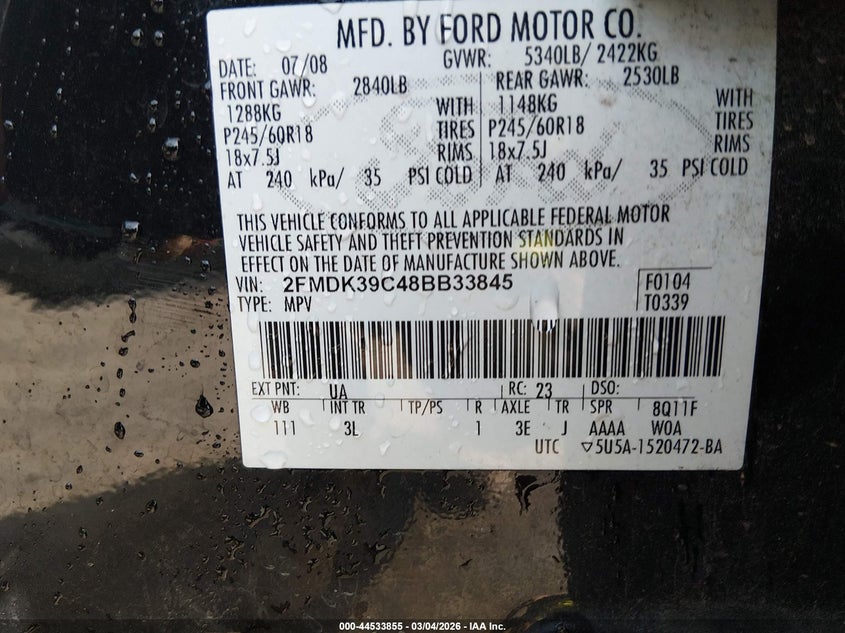 MFD. BY FORD MOTOR CO.
DATE: 07/08 GVWR: 5340LB/ 2422KG
FRONT GAWR: 2840LB REAR GAWR: 2530LB
1288KG WITH 1148KG WITH
P245/60R18 TIRES P245/60R18 TIRES
18x7.5J RIMS 18x7.5J RIMS
AT 240 kPa/ 35 PSI COLD AT 240 kPa/ 35 PSI COLD
THIS VEHICLE CONFORMS TO ALL APPLICABLE FEDERAL MOTOR
VEHICLE SAFETY AND THEFT PREVENTION STANDARDS IN
EFFECT ON THE DATE OF MANUFACTURE SHOWN ABOVE.
VIN: 2FMDK39C48BB33845 F0104
TYPE: MPV T0339
EXT PNT: UA RC: 23 DSO:
WB INT TR TP/PS R AXLE TR SPR 8Q11F
111 3L 1 3E J AAAA WOA
UTC ▽5U5A-1520472-BA
000-44533855 - 03/04/2026 - IAA Inc.